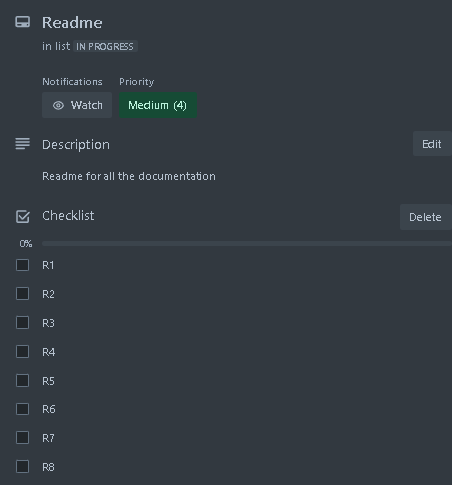 Readme
in list IN PROGRESS
Notifications Priority
Watch Medium (4)
Description Edit
Readme for all the documentation
Checklist Delete
0%
R1
R2
R3
R4
R5
R6
R7
R8